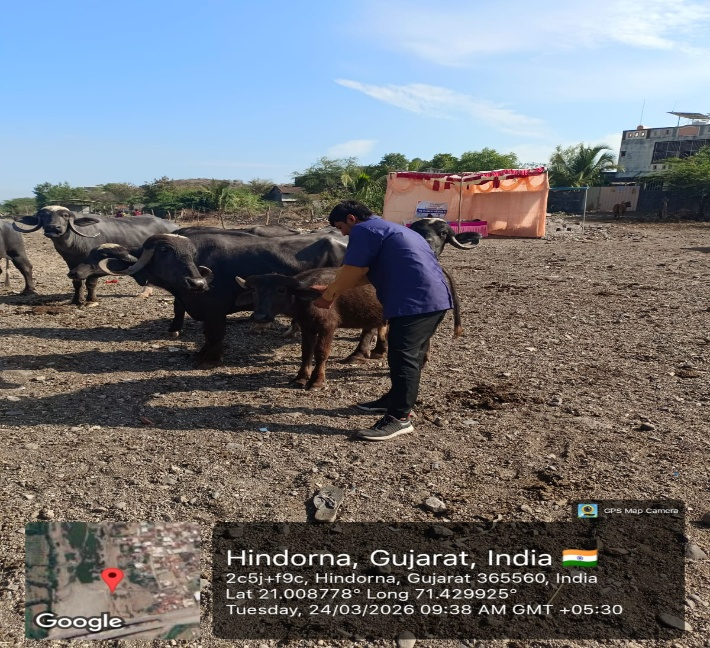 GPS Map Camera
Hindorna, Gujarat, India
2c5j+f9c, Hindorna, Gujarat 365560, India
Lat 21.008778° Long 71.429925°
Tuesday, 24/03/2026 09:38 AM GMT +05:30
Google